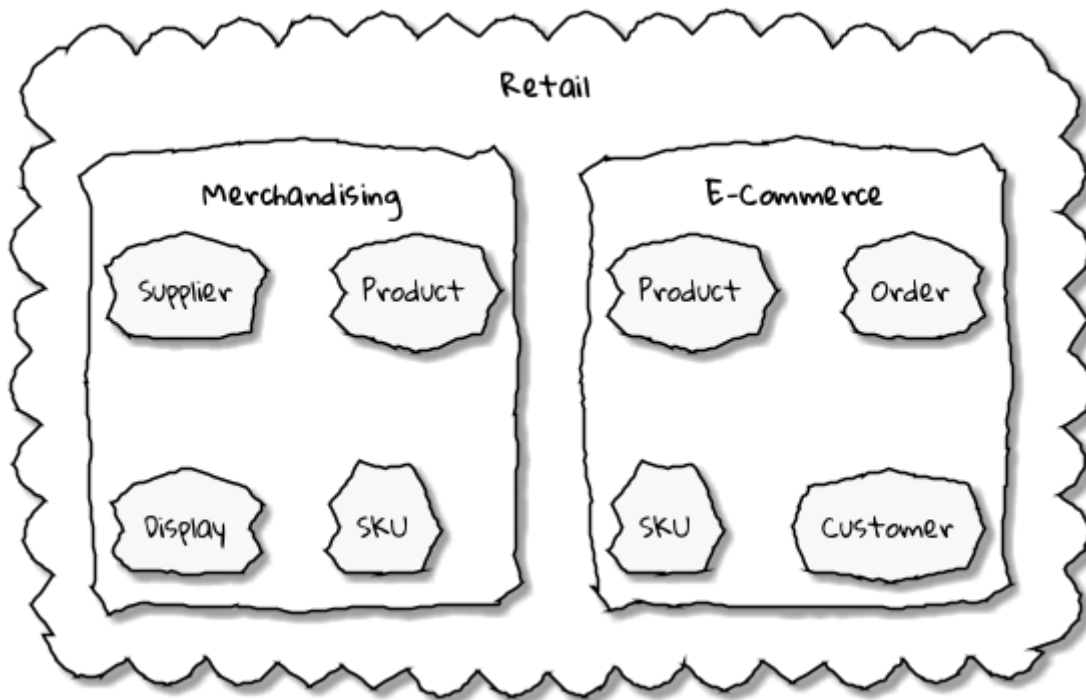 Retail
Merchandising
Supplier
Product
Display
SKU
E-Commerce
Product
Order
SKU
Customer